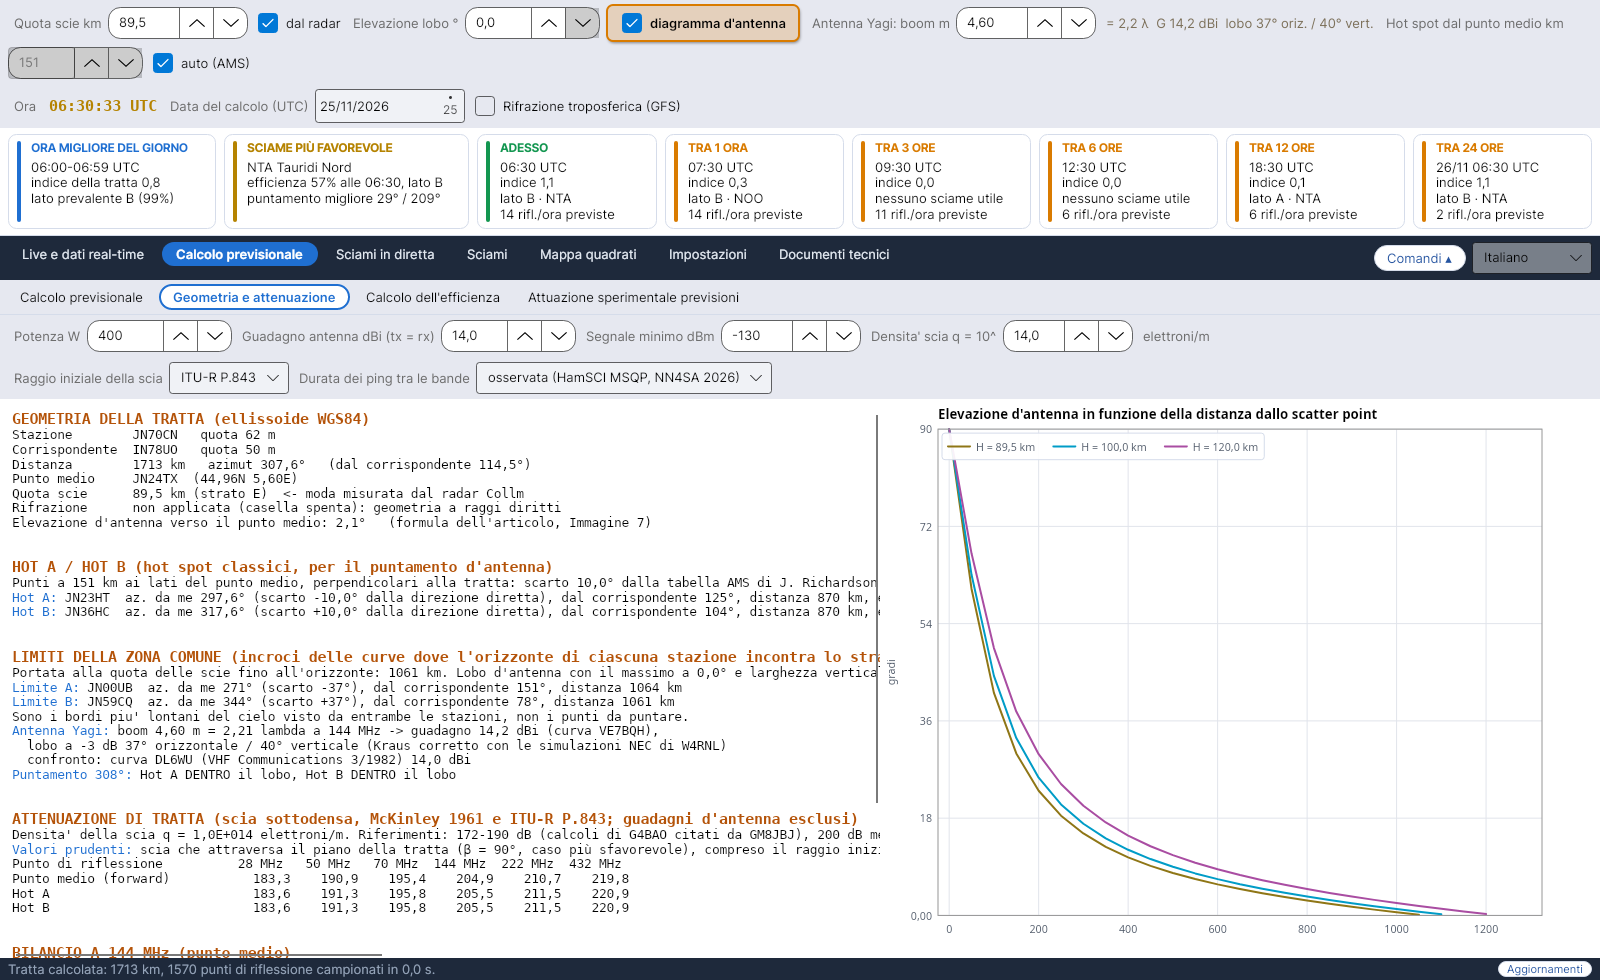 Quota scie km 89,5 dal radar Elevazione lobo ° 0,0 diagramma d'antenna Antenna Yagi: boom m 4,60 = 2,2 λ G 14,2 dBi lobo 37° oriz. / 40° vert. Hot spot dal punto medio km
151 auto (AMS)
Ora 06:30:33 UTC Data del calcolo (UTC) 25/11/2026 25 Rifrazione troposferica (GFS)
ORA MIGLIORE DEL GIORNO
06:00-06:59 UTC
indice della tratta 0,8
lato prevalente B (99%)
SCIAME PIÙ FAVOREVOLE
NTA Tauridi Nord
efficienza 57% alle 06:30, lato B
puntamento migliore 29° / 209°
ADESSO
06:30 UTC
indice 1,1
lato B · NTA
14 rifl./ora previste
TRA 1 ORA
07:30 UTC
indice 0,3
lato B · NOO
14 rifl./ora previste
TRA 3 ORE
09:30 UTC
indice 0,0
nessuno sciame utile
11 rifl./ora previste
TRA 6 ORE
12:30 UTC
indice 0,0
nessuno sciame utile
6 rifl./ora previste
TRA 12 ORE
18:30 UTC
indice 0,1
lato A · NTA
6 rifl./ora previste
TRA 24 ORE
26/11 06:30 UTC
indice 1,1
lato B · NTA
2 rifl./ora previste
Live e dati real-time Calcolo previsionale Sciami in diretta Sciami Mappa quadrati Impostazioni Documenti tecnici Comandi ▴ Italiano
Calcolo previsionale Geometria e attenuazione Calcolo dell'efficienza Attuazione sperimentale previsioni
Potenza W 400 Guadagno antenna dBi (tx = rx) 14,0 Segnale minimo dBm -130 Densita' scia q = 10^ 14,0 elettroni/m
Raggio iniziale della scia ITU-R P.843 Durata dei ping tra le bande osservata (HamSCI MSQP, NN4SA 2026)
GEOMETRIA DELLA TRATTA (ellissoide WGS84)
Stazione JN70CN quota 62 m
Corrispondente IN78UO quota 50 m
Distanza 1713 km azimut 307,6° (dal corrispondente 114,5°)
Punto medio JN24TX (44,96N 5,60E)
Quota scie 89,5 km (strato E) <- moda misurata dal radar Collm
Rifrazione non applicata (casella spenta): geometria a raggi diritti
Elevazione d'antenna verso il punto medio: 2,1° (formula dell'articolo, Immagine 7)
HOT A / HOT B (hot spot classici, per il puntamento d'antenna)
Punti a 151 km ai lati del punto medio, perpendicolari alla tratta: scarto 10,0° dalla tabella AMS di J. Richardson
Hot A: JN23HT az. da me 297,6° (scarto -10,0° dalla direzione diretta), dal corrispondente 125°, distanza 870 km,
Hot B: JN36HC az. da me 317,6° (scarto +10,0° dalla direzione diretta), dal corrispondente 104°, distanza 870 km,
LIMITI DELLA ZONA COMUNE (incroci delle curve dove l'orizzonte di ciascuna stazione incontra lo stra
Portata alla quota delle scie fino all'orizzonte: 1061 km. Lobo d'antenna con il massimo a 0,0° e larghezza vertica
Limite A: JN00UB az. da me 271° (scarto -37°), dal corrispondente 151°, distanza 1064 km
Limite B: JN59CQ az. da me 344° (scarto +37°), dal corrispondente 78°, distanza 1061 km
Sono i bordi piu' lontani del cielo visto da entrambe le stazioni, non i punti da puntare.
Antenna Yagi: boom 4,60 m = 2,21 lambda a 144 MHz -> guadagno 14,2 dBi (curva VE7BQH),
lobo a -3 dB 37° orizzontale / 40° verticale (Kraus corretto con le simulazioni NEC di W4RNL)
confronto: curva DL6WU (VHF Communications 3/1982) 14,0 dBi
Puntamento 308°: Hot A DENTRO il lobo, Hot B DENTRO il lobo
ATTENUAZIONE DI TRATTA (scia sottodensa, McKinley 1961 e ITU-R P.843; guadagni d'antenna esclusi)
Densita' della scia q = 1,0E+014 elettroni/m. Riferimenti: 172-190 dB (calcoli di G4BAO citati da GM8JBJ), 200 dB me
Valori prudenti: scia che attraversa il piano della tratta (β = 90°, caso più sfavorevole), compreso il raggio iniz
Punto di riflessione 28 MHz 50 MHz 70 MHz 144 MHz 222 MHz 432 MHz
Punto medio (forward) 183,3 190,9 195,4 204,9 210,7 219,8
Hot A 183,6 191,3 195,8 205,5 211,5 220,9
Hot B 183,6 191,3 195,8 205,5 211,5 220,9
BILANCIO A 144 MHz (punto medio)
Elevazione d'antenna in funzione della distanza dallo scatter point
H = 89,5 km H = 100,0 km H = 120,0 km
gradi
90
72
54
36
18
0,00
0 200 400 600 800 1000 1200
Tratta calcolata: 1713 km, 1570 punti di riflessione campionati in 0,0 s. Aggiornamenti